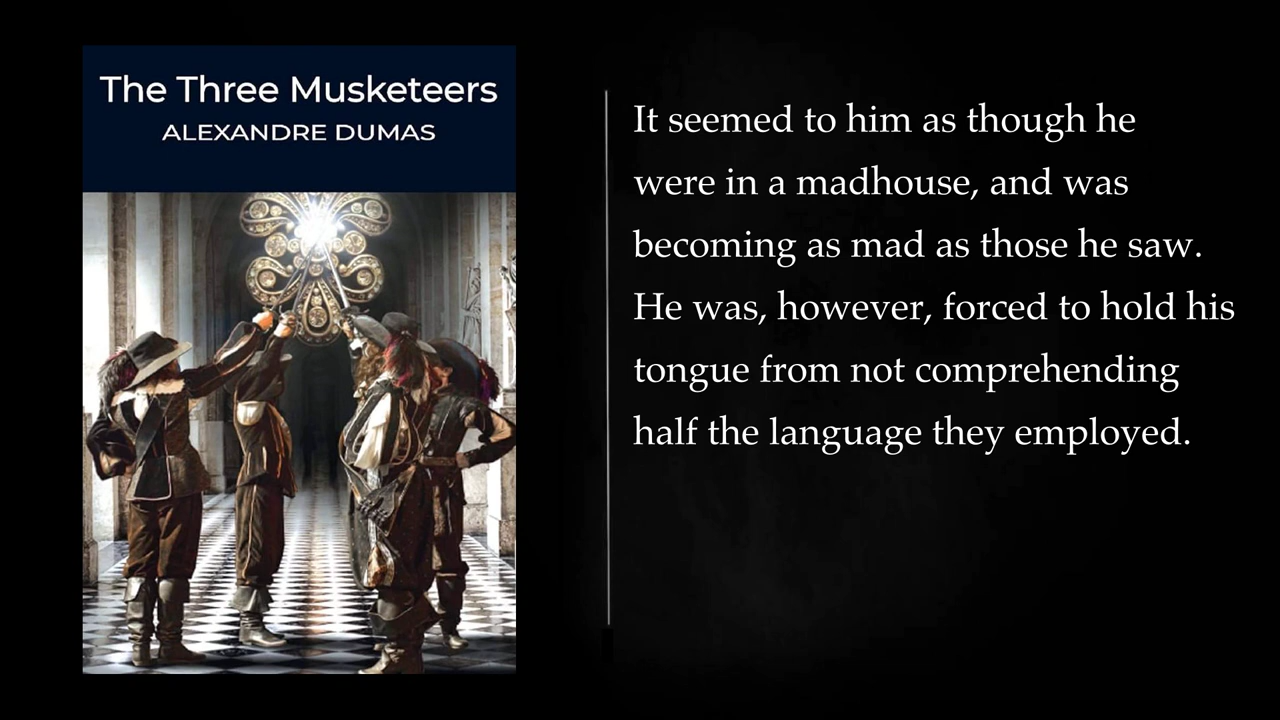 The Three Musketeers
ALEXANDRE DUMAS
It seemed to him as though he
were in a madhouse, and was
becoming as mad as those he saw.
He was, however, forced to hold his
tongue from not comprehending
half the language they employed.